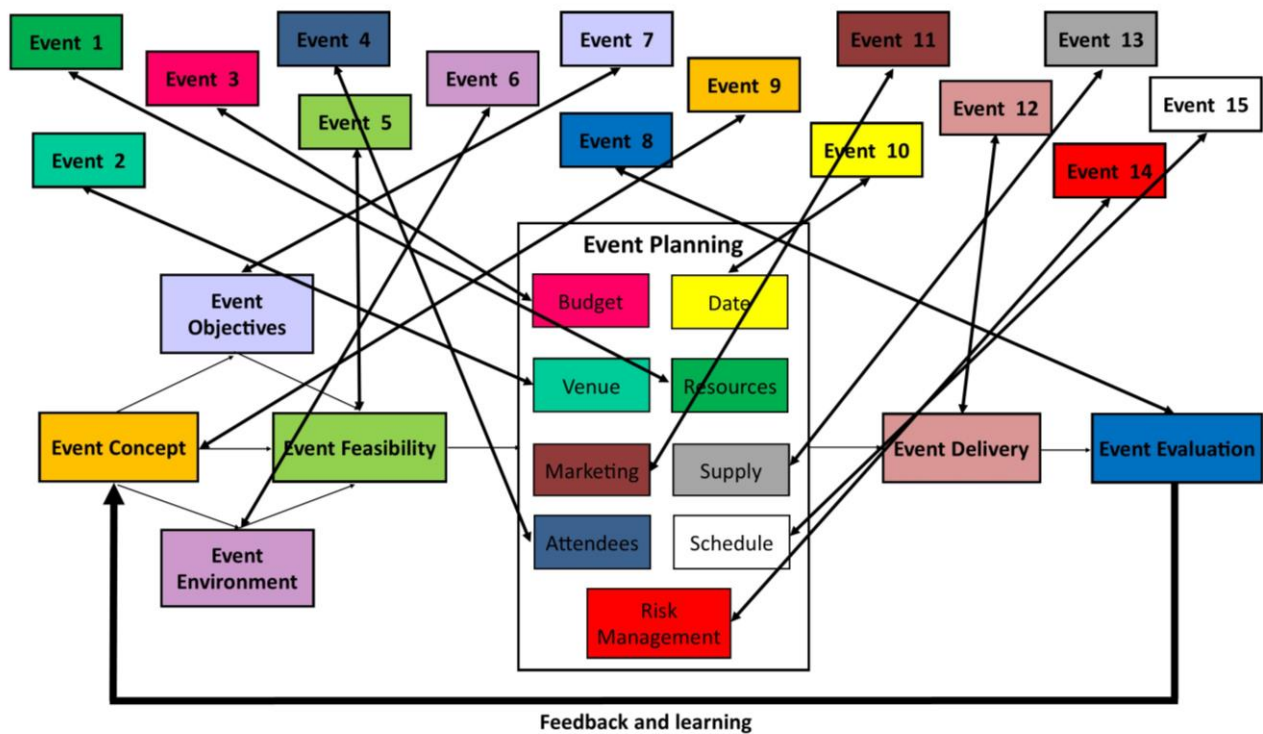 Event 1
Event 4
Event 7
Event 11
Event 13
Event 3
Event 6
Event 9
Event 12
Event 15
Event 5
Event 8
Event 10
Event 2
Event 14
Event Planning
Event
Objectives
Budget
Date
Venue
Resources
Event Concept
Event Feasibility
Marketing
Supply
Event Delivery
Event Evaluation
Attendees
Schedule
Event
Environment
Risk
Management
Feedback and learning